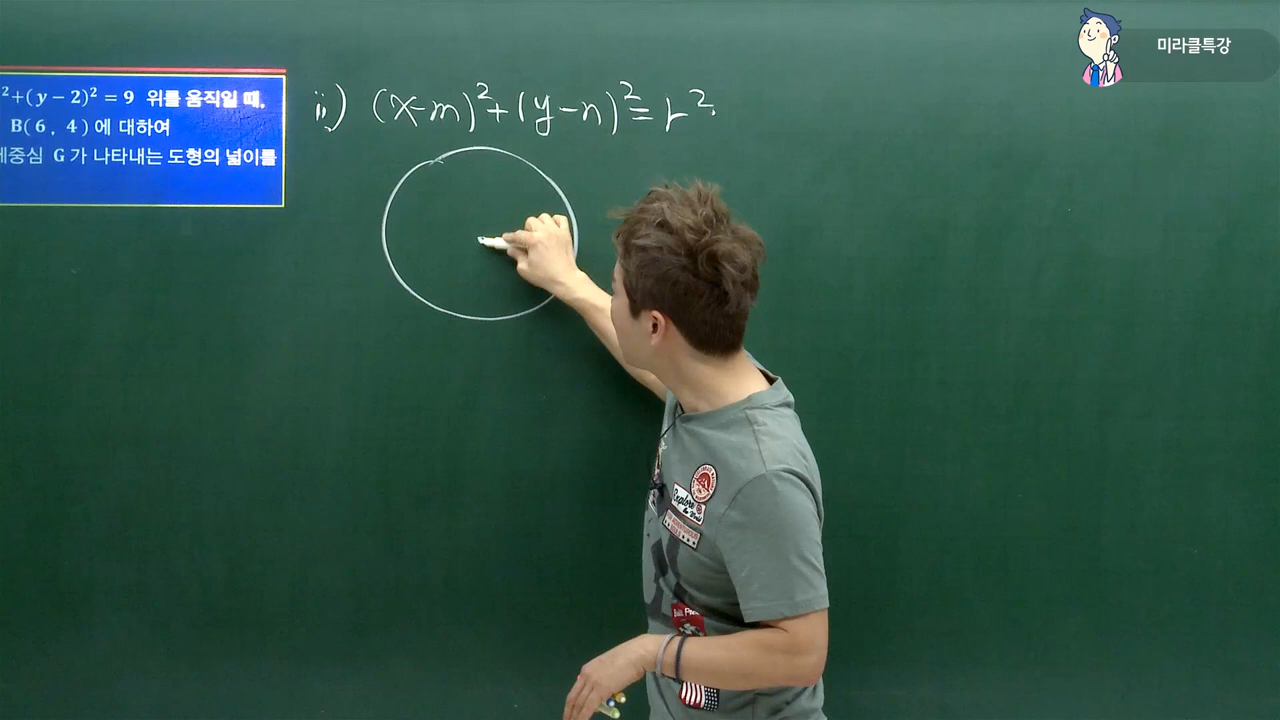 미라클특강
²+(y−2)²=9 위를 움직일 때,
B(6, 4)에 대하여
게중심 G가 나타내는 도형의 넓이를
ii) (x-m)²+(y-n)²=r²
Explore